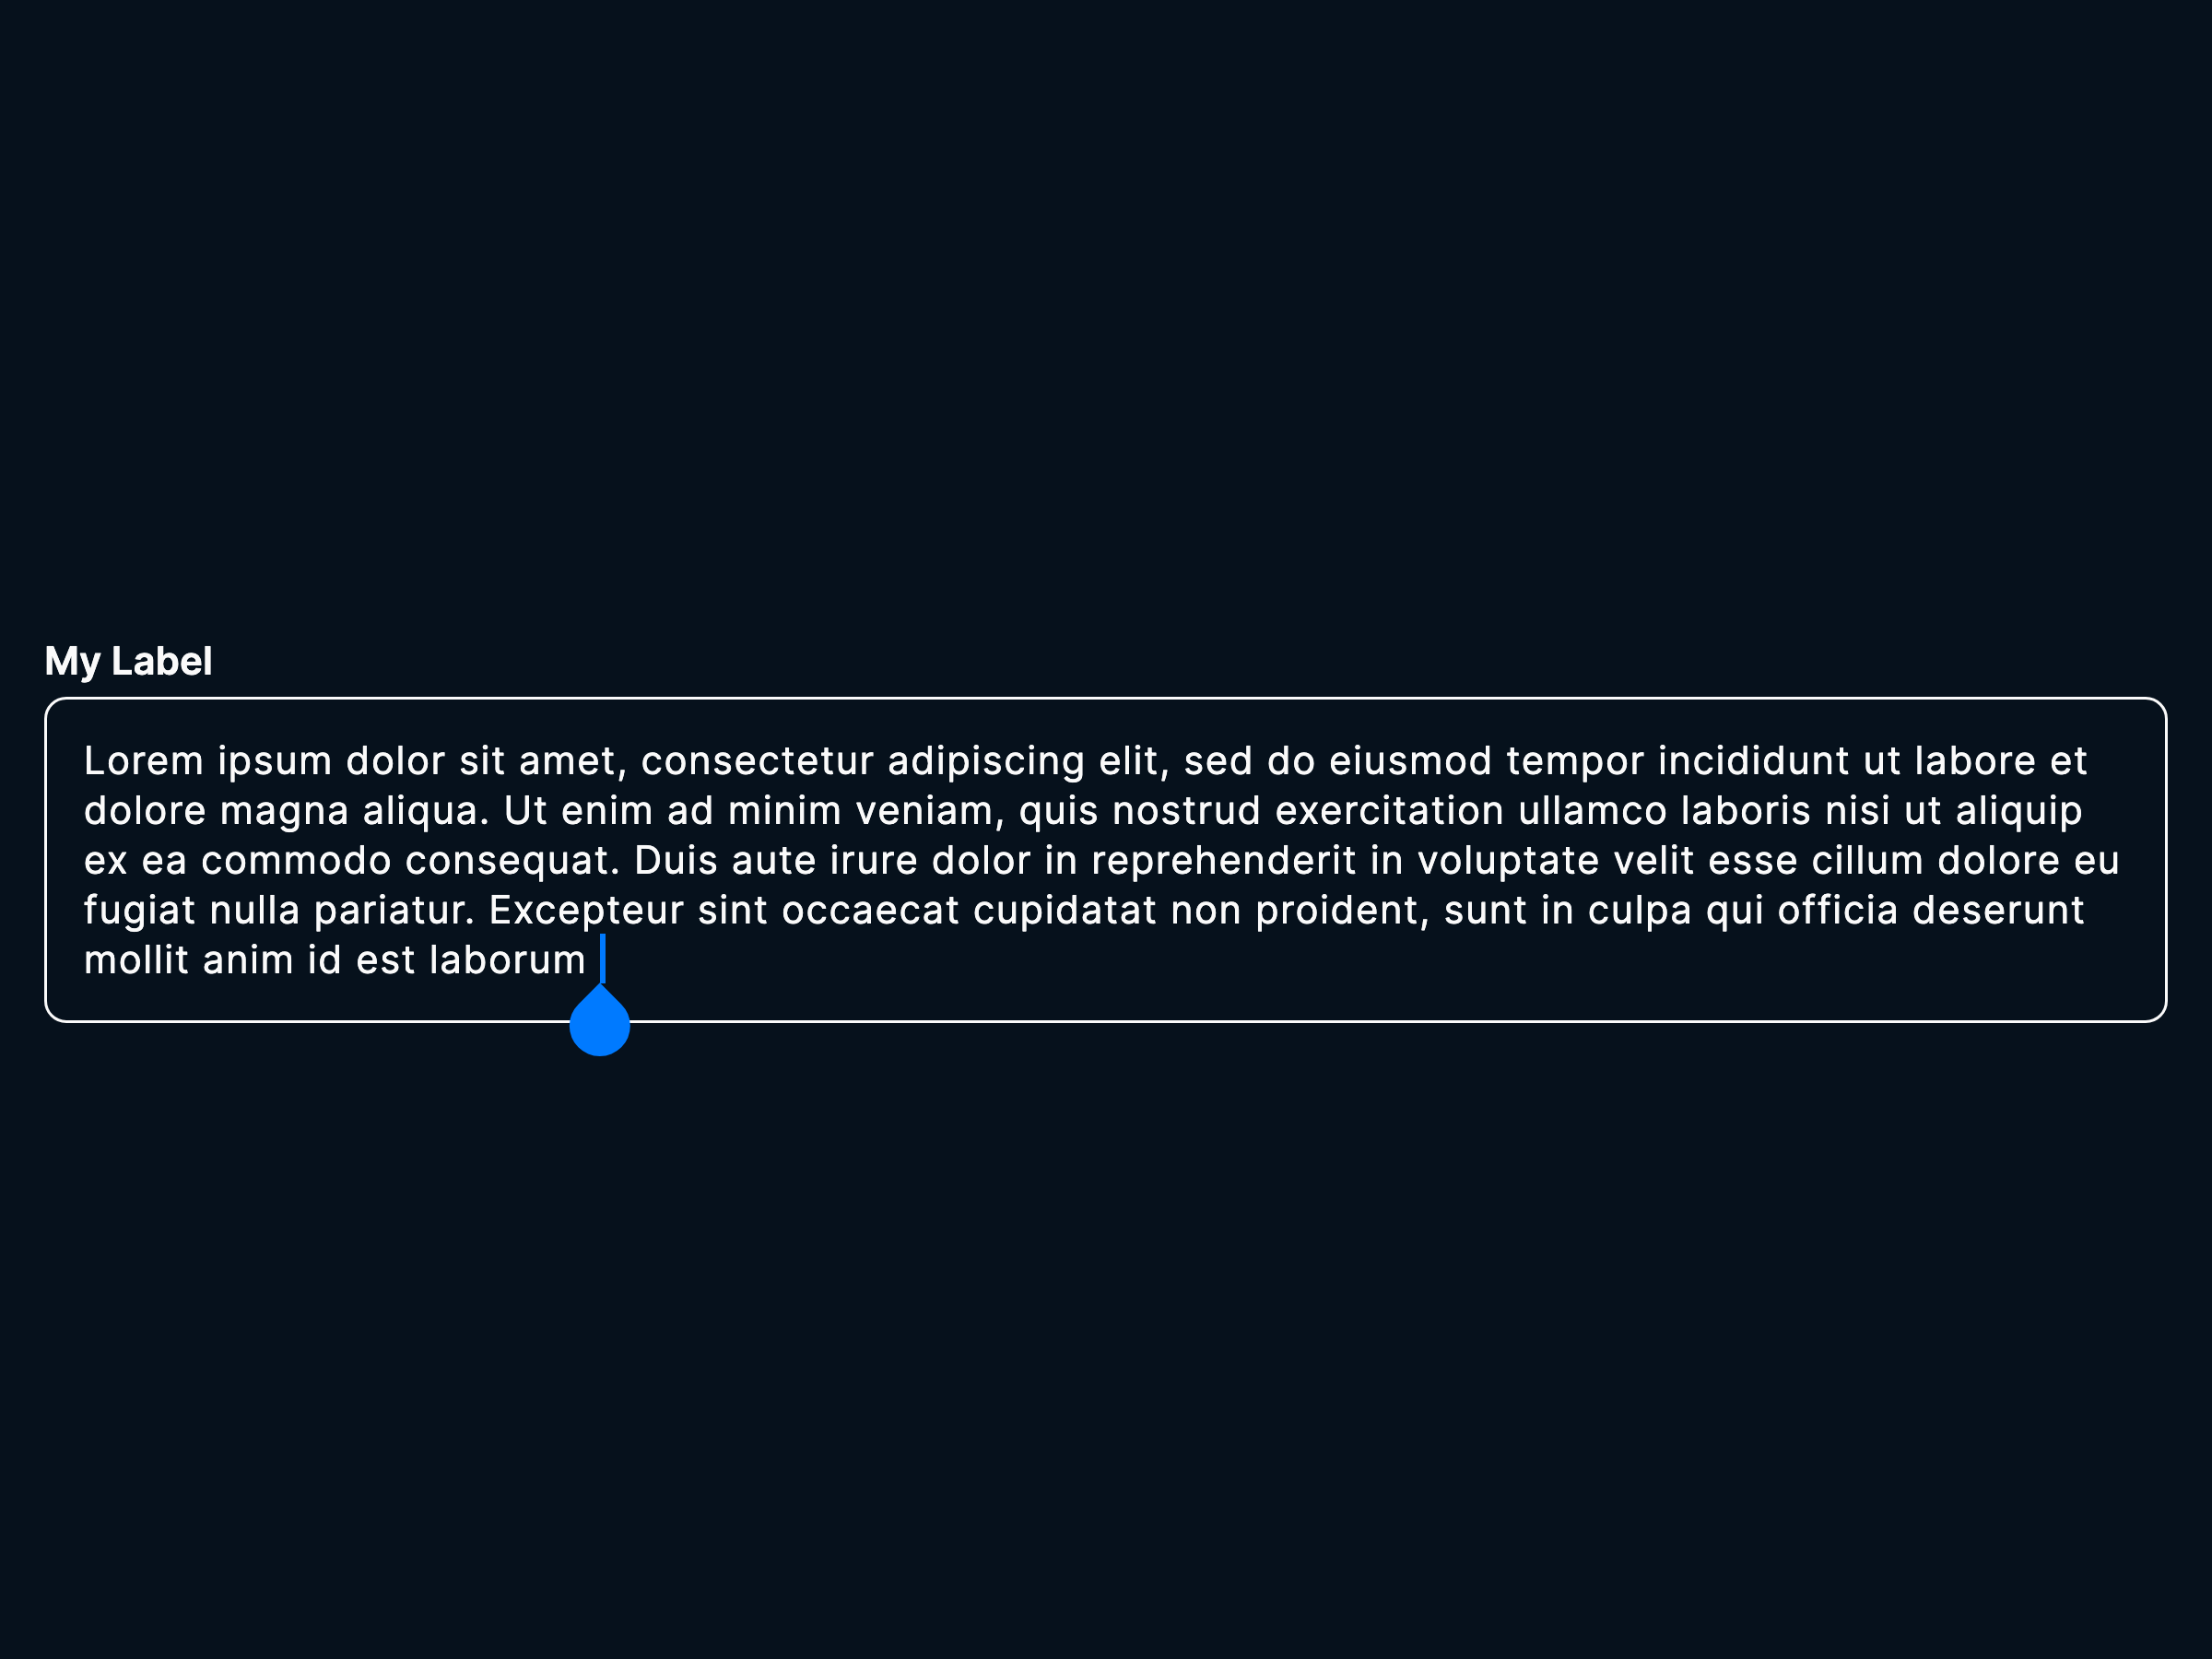 My Label
Lorem ipsum dolor sit amet, consectetur adipiscing elit, sed do eiusmod tempor incididunt ut labore et
dolore magna aliqua. Ut enim ad minim veniam, quis nostrud exercitation ullamco laboris nisi ut aliquip
ex ea commodo consequat. Duis aute irure dolor in reprehenderit in voluptate velit esse cillum dolore eu
fugiat nulla pariatur. Excepteur sint occaecat cupidatat non proident, sunt in culpa qui officia deserunt
mollit anim id est laborum